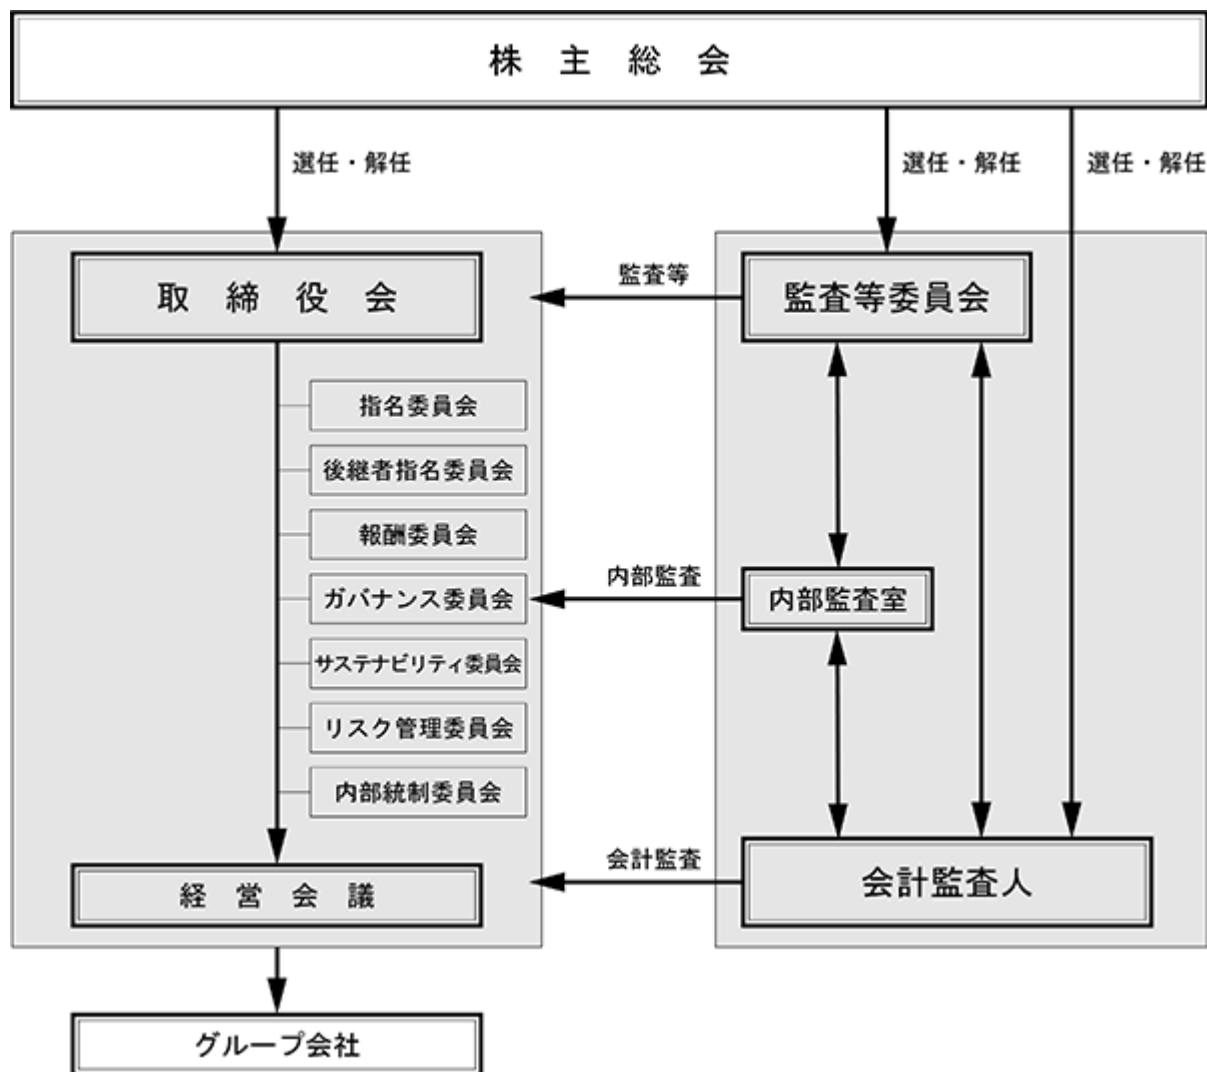 株主総会
選任・解任
選任・解任
選任・解任
取締役会
監査等
監査等委員会
指名委員会
後継者指名委員会
報酬委員会
内部監査
ガバナンス委員会
内部監査室
サステナビリティ委員会
リスク管理委員会
内部統制委員会
会計監査
経営会議
会計監査人
グループ会社